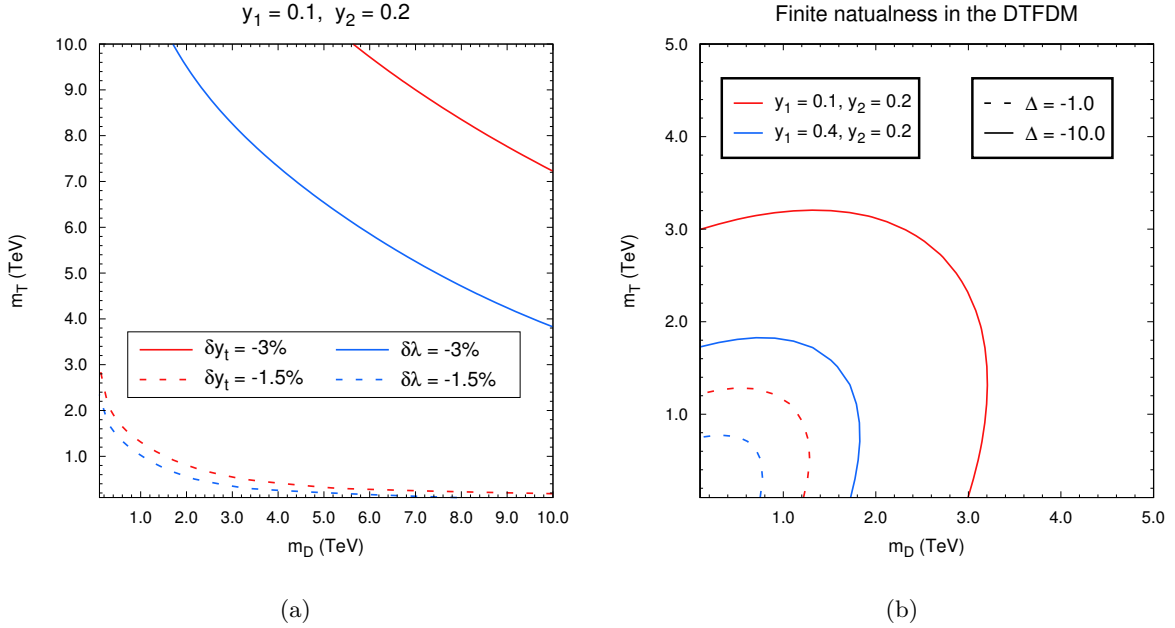 y1 = 0.1, y2 = 0.2
10.0
9.0
8.0
7.0
6.0
5.0
4.0
3.0
2.0
1.0
mT (TeV)
δyt = -3%
δλ = -3%
δyt = -1.5%
δλ = -1.5%
1.0 2.0 3.0 4.0 5.0 6.0 7.0 8.0 9.0 10.0
mD (TeV)
(a)
Finite natualness in the DTFDM
5.0
4.0
3.0
2.0
1.0
mT (TeV)
y1 = 0.1, y2 = 0.2
y1 = 0.4, y2 = 0.2
Δ = -1.0
Δ = -10.0
1.0 2.0 3.0 4.0 5.0
mD (TeV)
(b)